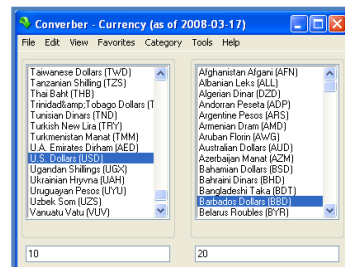 Converber - Currency (as of 2008-03-17)
File Edit View Favorites Category Tools Help
Taiwanese Dollars (TWD)
Tanzanian Shilling (TZS)
Thai Baht (THB)
Trinidad&amp;Tobago Dollars (T
Tunisian Dinars (TND)
Turkish New Lira (TRY)
Turkmenistan Manat (TMM)
U.A. Emirates Dirham (AED)
U.S. Dollars (USD)
Ugandan Shillings (UGX)
Ukrainian Hryvna (UAH)
Uruguayan Pesos (UYU)
Uzbek Som (UZS)
Vanuatu Vatu (VUV)
10
Afghanistan Afgani (AFN)
Albanian Leks (ALL)
Algerian Dinar (DZD)
Andorran Peseta (ADP)
Argentine Pesos (ARS)
Armenian Dram (AMD)
Aruban Florin (AWG)
Australian Dollars (AUD)
Azerbaijan Manat (AZM)
Bahamian Dollars (BSD)
Bahraini Dinars (BHD)
Bangladeshi Taka (BDT)
Barbados Dollars (BBD)
Belarus Roubles (BYR)
20